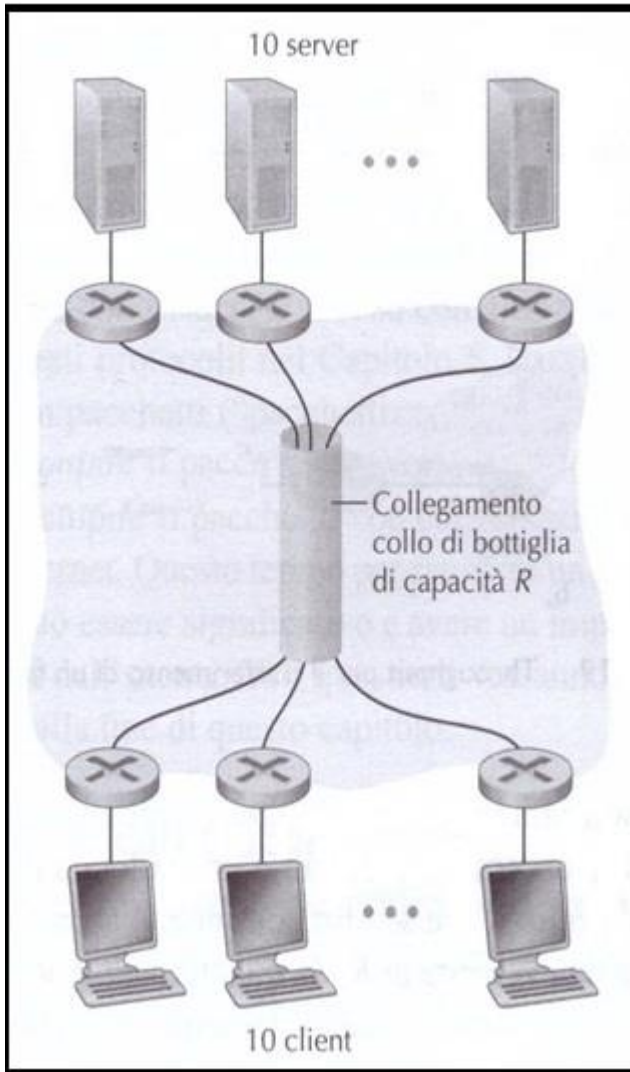 10 server
Collegamento
collo di bottiglia
di capacità R
10 client